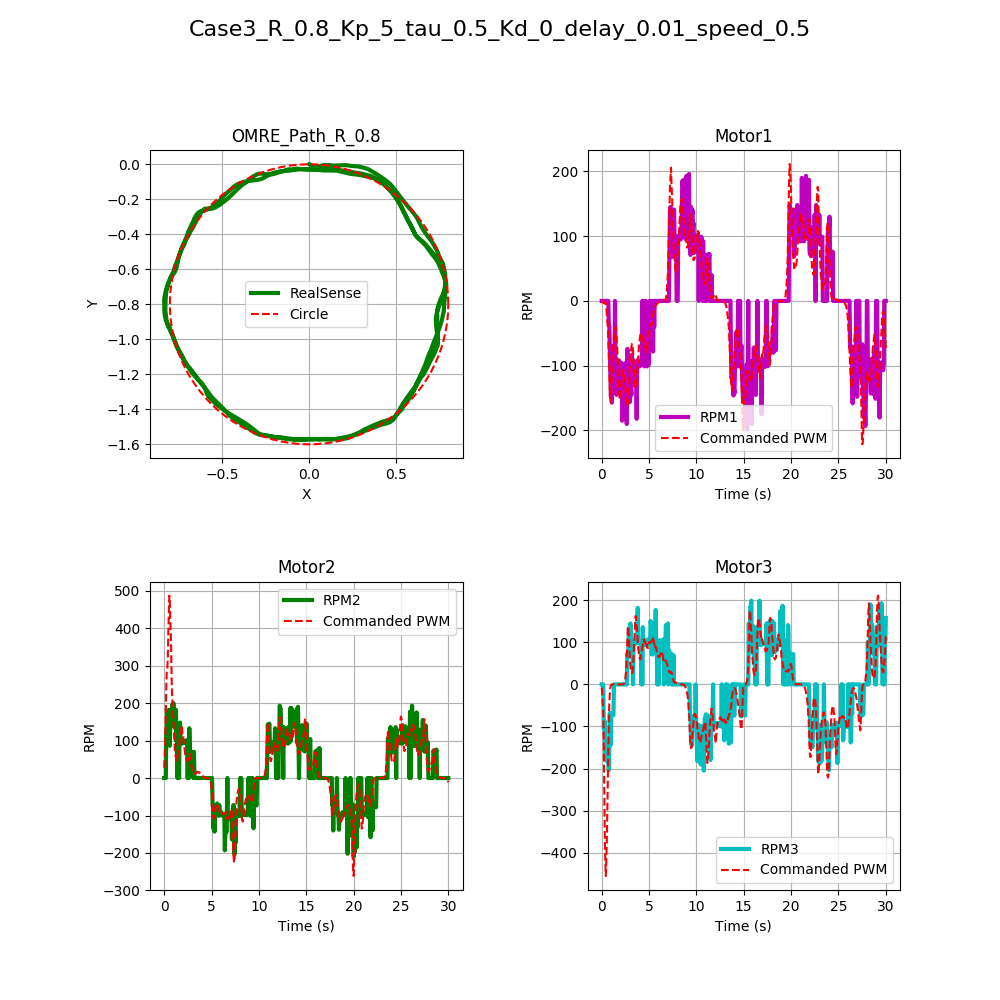 Case3_R_0.8_Kp_5_tau_0.5_Kd_0_delay_0.01_speed_0.5
OMRE_Path_R_0.8
0.0
−0.2
−0.4
−0.6
−0.8
−1.0
−1.2
−1.4
−1.6
Y
RealSense
Circle
−0.5
0.0
0.5
X
Motor1
200
100
0
−100
−200
RPM
RPM1
Commanded PWM
0
5
10
15
20
25
30
Time (s)
Motor2
500
400
300
200
100
0
−100
−200
−300
RPM
RPM2
Commanded PWM
0
5
10
15
20
25
30
Time (s)
Motor3
200
100
0
−100
−200
−300
−400
RPM
RPM3
Commanded PWM
0
5
10
15
20
25
30
Time (s)